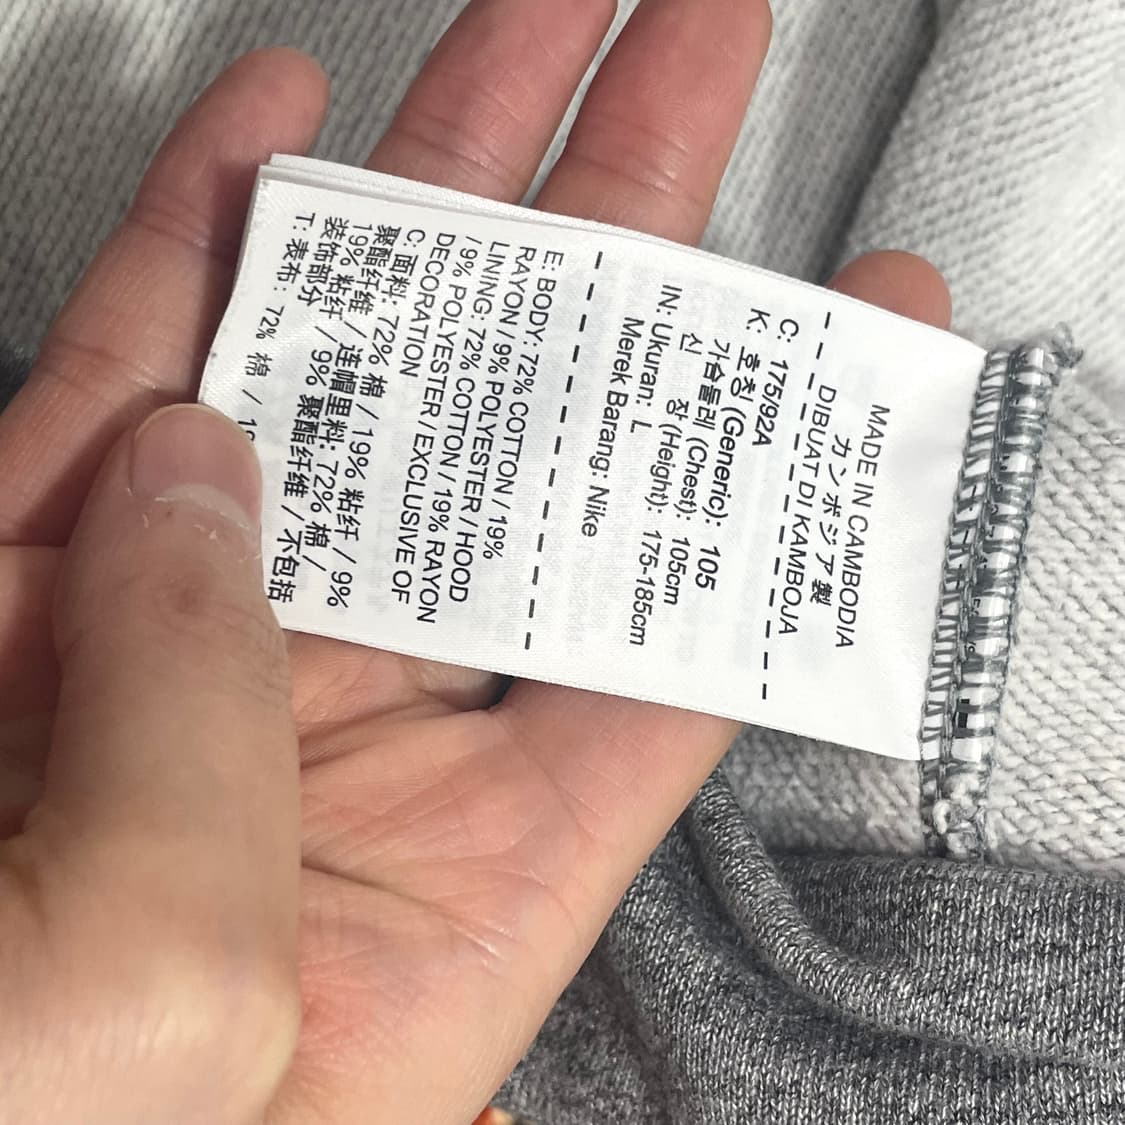 MADE IN CAMBODIA
カンボジア製
DIBUAT DI KAMBOJA
C: 175/92A
K: 호칭 (Generic): 105
가슴둘레 (Chest): 105cm
신 장 (Height): 175-185cm
IN: Ukuran: L
Merek Barang: Nike
E: BODY: 72% COTTON / 19%
RAYON / 9% POLYESTER / HOOD
LINING: 72% COTTON / 19% RAYON
/ 9% POLYESTER / EXCLUSIVE OF
DECORATION
C: 面料: 72% 棉 / 19% 粘纤 / 9%
聚酯纤维 / 连帽里料: 72% 棉 /
19% 粘纤 / 9% 聚酯纤维 / 不包括
装饰部分
T: 表布: 72% 棉 /